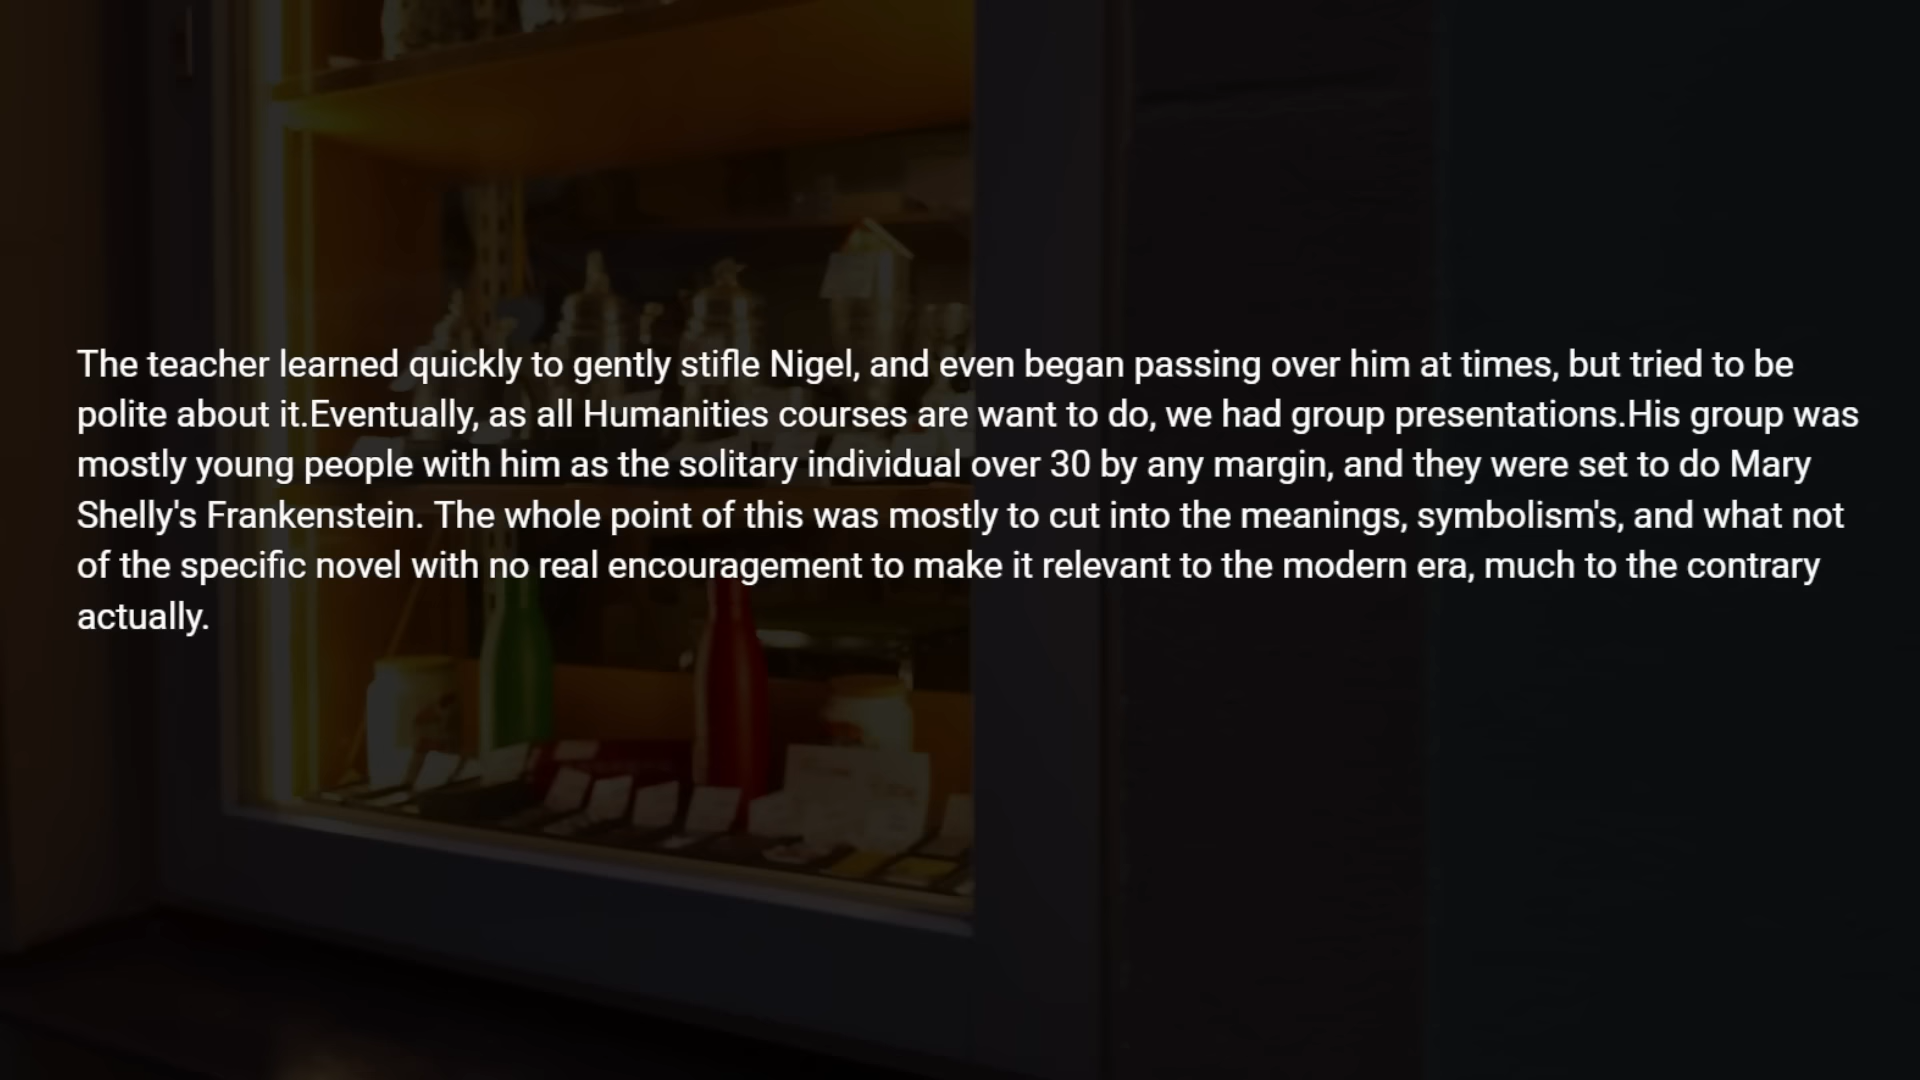 The teacher learned quickly to gently stifle Nigel, and even began passing over him at times, but tried to be
polite about it.Eventually, as all Humanities courses are want to do, we had group presentations.His group was
mostly young people with him as the solitary individual over 30 by any margin, and they were set to do Mary
Shelly's Frankenstein. The whole point of this was mostly to cut into the meanings, symbolism's, and what not
of the specific novel with no real encouragement to make it relevant to the modern era, much to the contrary
actually.